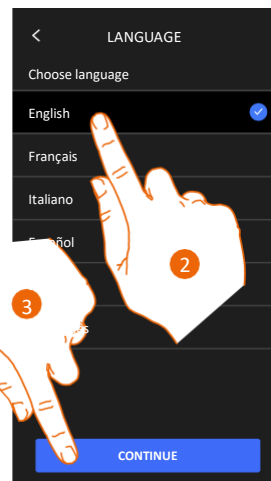 LANGUAGE
Choose language
English
Français
Italiano
2
3
CONTINUE